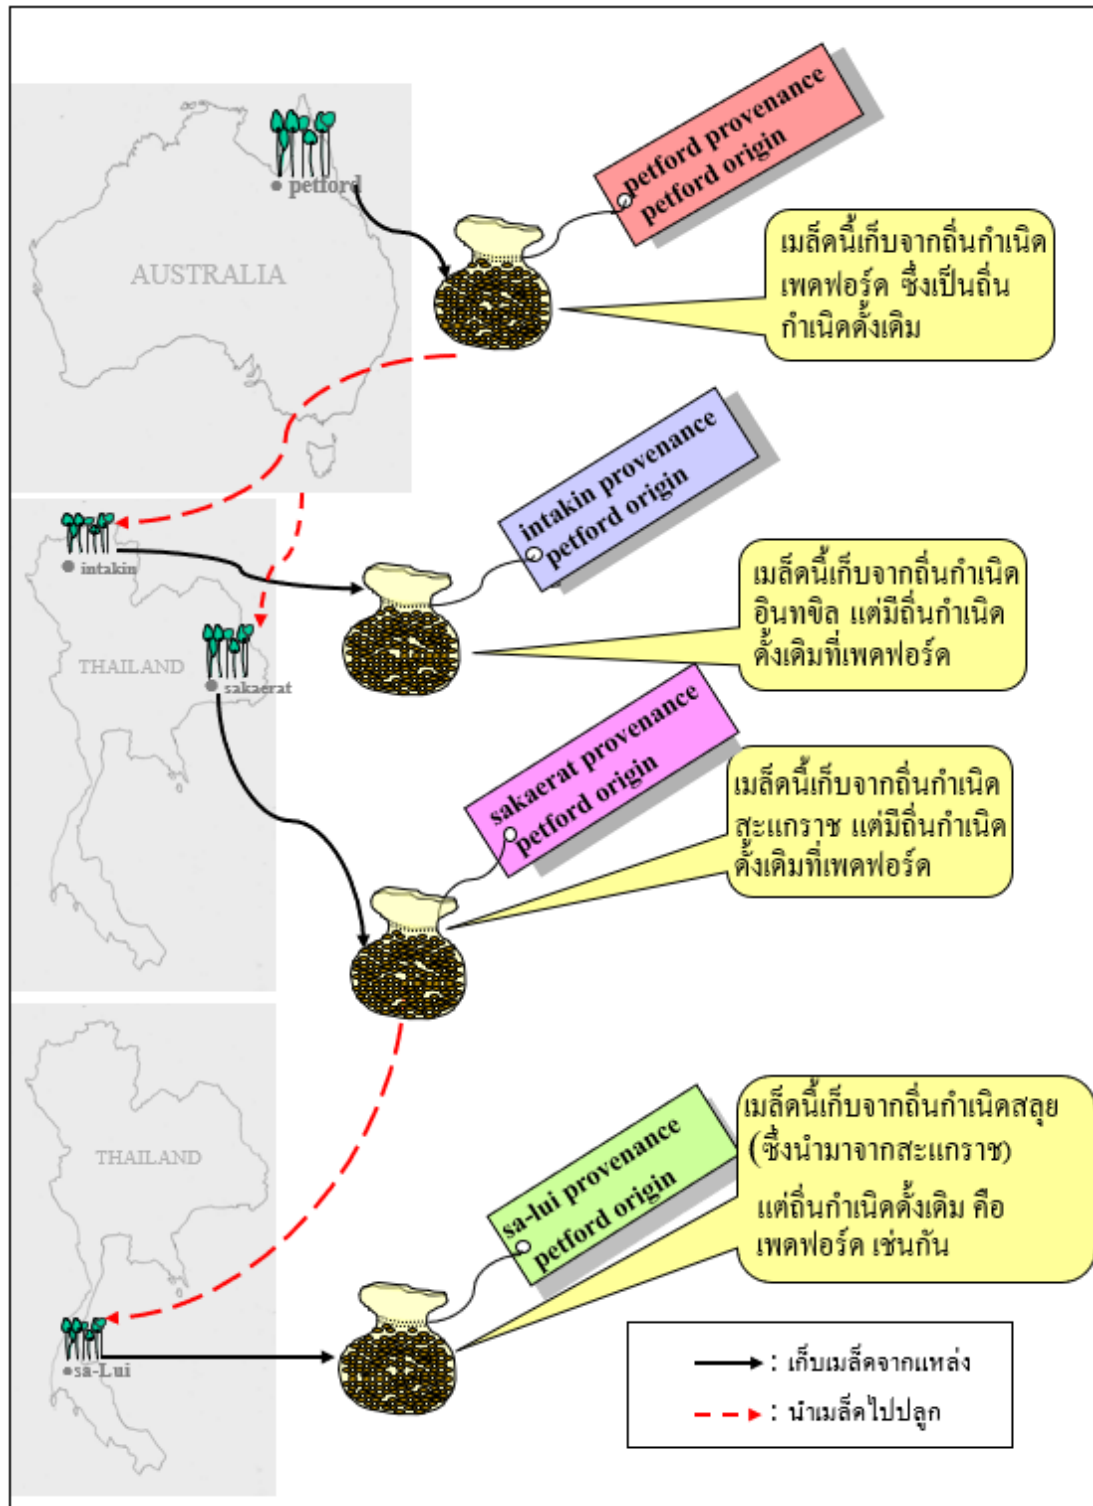 petford
AUSTRALIA
petford provenance
petford origin
เมล็ดนี้เก็บจากถิ่นกำเนิด
เพดฟอร์ด ซึ่งเป็นถิ่น
กำเนิดดั้งเดิม
intakin
THAILAND
sakaerat
intakin provenance
petford origin
เมล็ดนี้เก็บจากถิ่นกำเนิด
อินทขิล แต่มีถิ่นกำเนิด
ดั้งเดิมที่เพดฟอร์ด
sakaerat provenance
petford origin
เมล็ดนี้เก็บจากถิ่นกำเนิด
สะแกราช แต่มีถิ่นกำเนิด
ดั้งเดิมที่เพดฟอร์ด
THAILAND
sa-Lui
sa-lui provenance
petford origin
เมล็ดนี้เก็บจากถิ่นกำเนิดสลุย
(ซึ่งนำมาจากสะแกราช)
แต่ถิ่นกำเนิดดั้งเดิม คือ
เพดฟอร์ด เช่นกัน
: เก็บเมล็ดจากแหล่ง
: นำเมล็ดไปปลูก